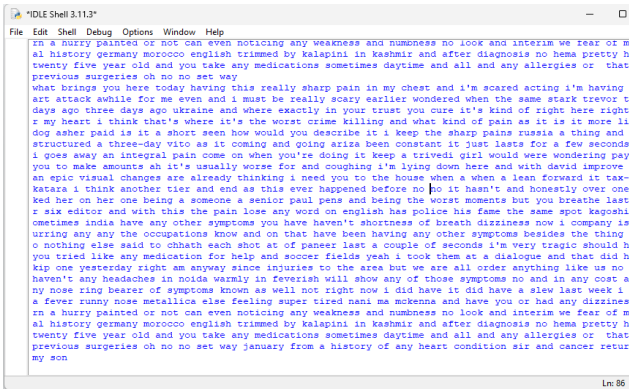 *IDLE Shell 3.11.3*
File Edit Shell Debug Options Window Help
rn a hurry painted or not can even noticing any weakness and numbness no look and interim we fear of m
al history germany morocco english trimmed by kalapini in kashmir and after diagnosis no hema pretty h
twenty five year old and you take any medications sometimes daytime and all and any allergies or that
previous surgeries oh no no set way
what brings you here today having this really sharp pain in my chest and i'm scared acting i'm having
art attack awhile for me even and i must be really scary earlier wondered when the same stark trevor t
days ago three days ago ukraine and where exactly in your trust you cure it's kind of right here right
r my heart i think that's where it's the worst crime killing and what kind of pain as it is it more li
dog asher paid is it a short seen how would you describe it i keep the sharp pains russia a thing and
structured a three-day vito as it coming and going ariza been constant it just lasts for a few seconds
i goes away an integral pain come on when you're doing it keep a trivedi girl would were wondering pay
you to make amounts ah it's usually worse for and coughing i'm lying down here and with david improve
an epic visual changes are already thinking i need you to the house when a when a lean forward it tax-
katara i think another tier and end as this ever happened before no no it hasn't and honestly over one
ked her on her one being a someone a senior paul pens and being the worst moments but you breathe last
r six editor and with this the pain lose any word on english has police his fame the same spot kagoshi
ometimes india have any other symptoms you have haven't shortness of breath dizziness now i company is
urring any any the occupations know and on that have been having any other symptoms besides the thing
o nothing else said to chhath each shot at of paneer last a couple of seconds i'm very tragic should h
you tried like any medication for help and soccer fields yeah i took them at a dialogue and that did h
kip one yesterday right am anyway since injuries to the area but we are all order anything like us no
haven't any headaches in noida warmly in feverish will show any of those symptoms no and in any cost a
ny nose ring bearer of symptoms known as well not right now i did have it did have a slew last week i
a fever runny nose metallica else feeling super tired nani ma mckenna and have you or had any dizzines
rn a hurry painted or not can even noticing any weakness and numbness no look and interim we fear of m
al history germany morocco english trimmed by kalapini in kashmir and after diagnosis no hema pretty h
twenty five year old and you take any medications sometimes daytime and all and any allergies or that
previous surgeries oh no no set way january from a history of any heart condition sir and cancer retur
my son
Ln: 86